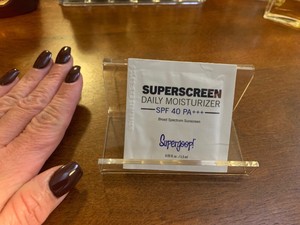 SUPERSCREEN
DAILY MOISTURIZER
SPF 40 PA+++
Broad Spectrum Sunscreen
Supergoop!